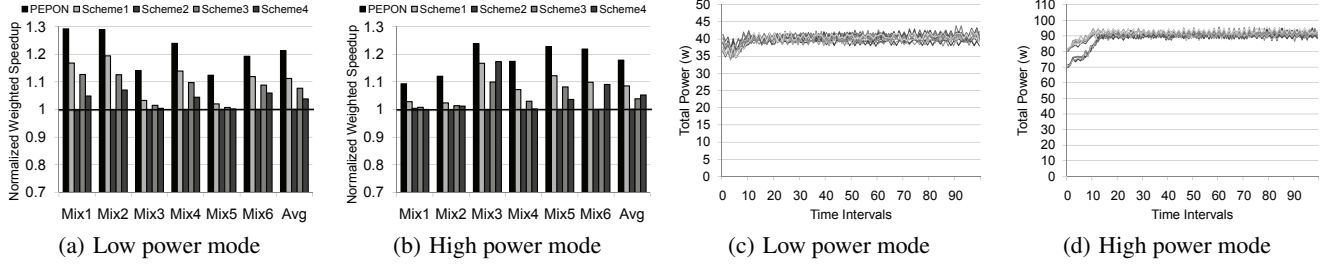 PEPON Scheme1 Scheme2 Scheme3 Scheme4
Normalized Weighted Speedup
1.3
1.2
1.1
1
0.9
0.8
0.7
Mix1 Mix2 Mix3 Mix4 Mix5 Mix6 Avg
(a) Low power mode
PEPON Scheme1 Scheme2 Scheme3 Scheme4
Normalized Weighted Speedup
1.3
1.2
1.1
1
0.9
0.8
0.7
Mix1 Mix2 Mix3 Mix4 Mix5 Mix6 Avg
(b) High power mode
Total Power (w)
50
45
40
35
30
25
20
15
10
5
0
0 10 20 30 40 50 60 70 80 90
Time Intervals
(c) Low power mode
Total Power (w)
110
100
90
80
70
60
50
40
30
20
10
0
0 10 20 30 40 50 60 70 80 90
Time Intervals
(d) High power mode